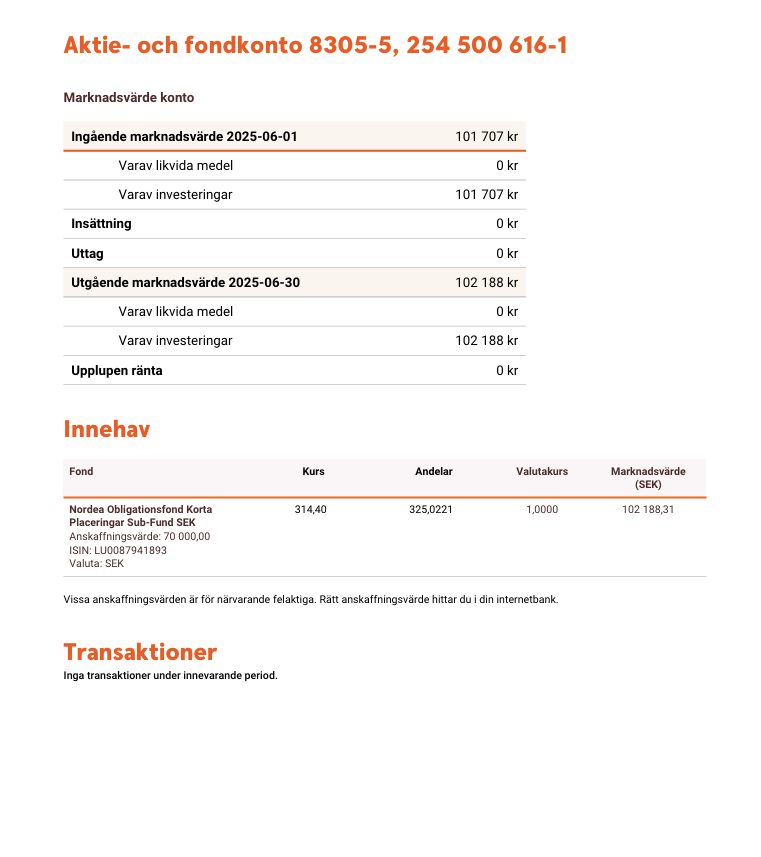 Aktie- och fondkonto 8305-5, 254 500 616-1
Marknadsvärde konto
Ingående marknadsvärde 2025-06-01 101 707 kr
Varav likvida medel 0 kr
Varav investeringar 101 707 kr
Insättning 0 kr
Uttag 0 kr
Utgående marknadsvärde 2025-06-30 102 188 kr
Varav likvida medel 0 kr
Varav investeringar 102 188 kr
Upplupen ränta 0 kr
Innehav
Fond Kurs Andelar Valutakurs Marknadsvärde
(SEK)
Nordea Obligationsfond Korta 314,40 325,0221 1,0000 102 188,31
Placeringar Sub-Fund SEK
Anskaffningsvärde: 70 000,00
ISIN: LU0087941893
Valuta: SEK
Vissa anskaffningsvärden är för närvarande felaktiga. Rätt anskaffningsvärde hittar du i din internetbank.
Transaktioner
Inga transaktioner under innevarande period.